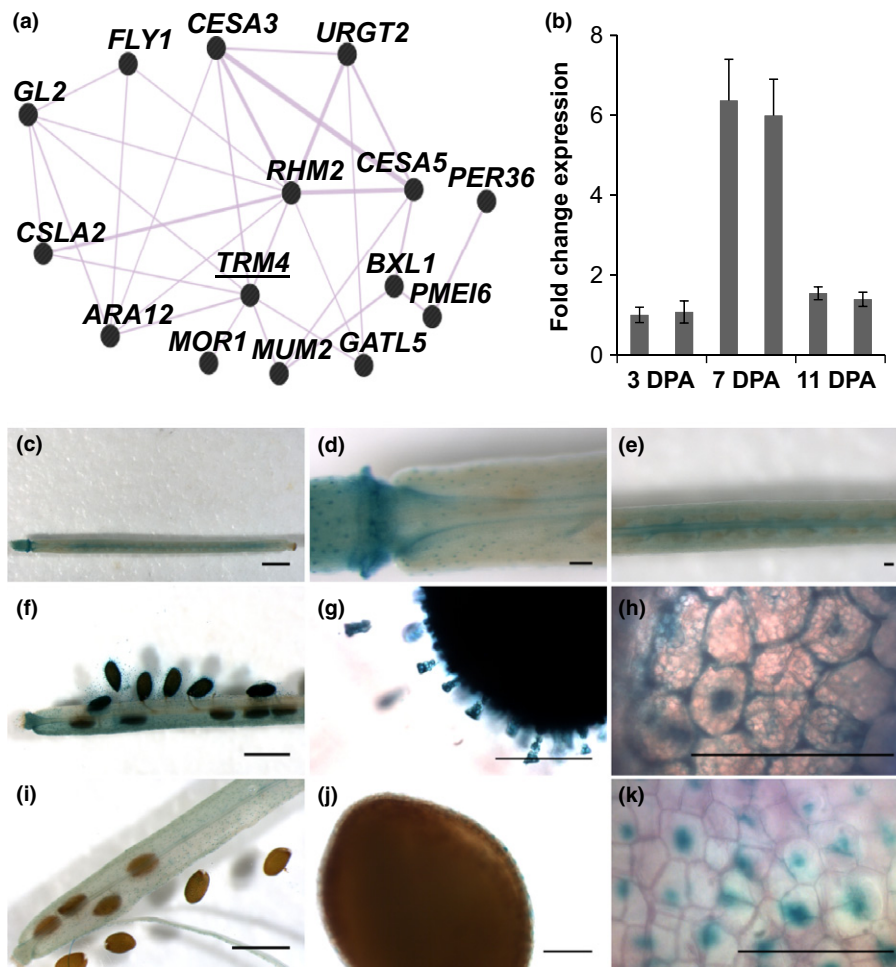 (a)
CESA3
URGT2
FLY1
GL2
RHM2
CESA5
PER36
CSLA2
TRM4
BXL1
PMEI6
ARA12
MOR1
MUM2
GATL5
(b)
Fold change expression
8
6
4
2
0
3 DPA 7 DPA 11 DPA
(c)
(d)
(e)
(f)
(g)
(h)
(i)
(j)
(k)